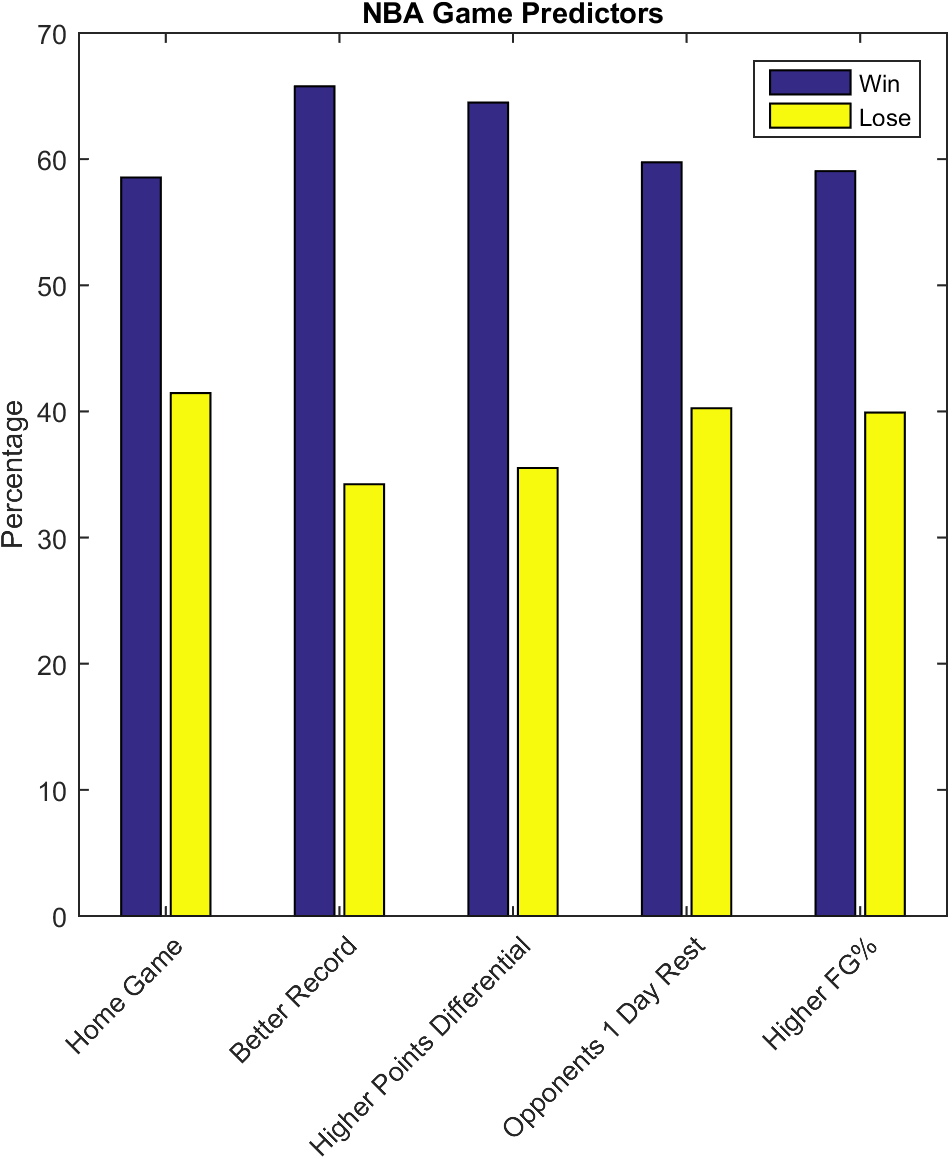 NBA Game Predictors
Win
Lose
Percentage
70
60
50
40
30
20
10
0
Home Game
Better Record
Higher Points Differential
Opponents 1 Day Rest
Higher FG%